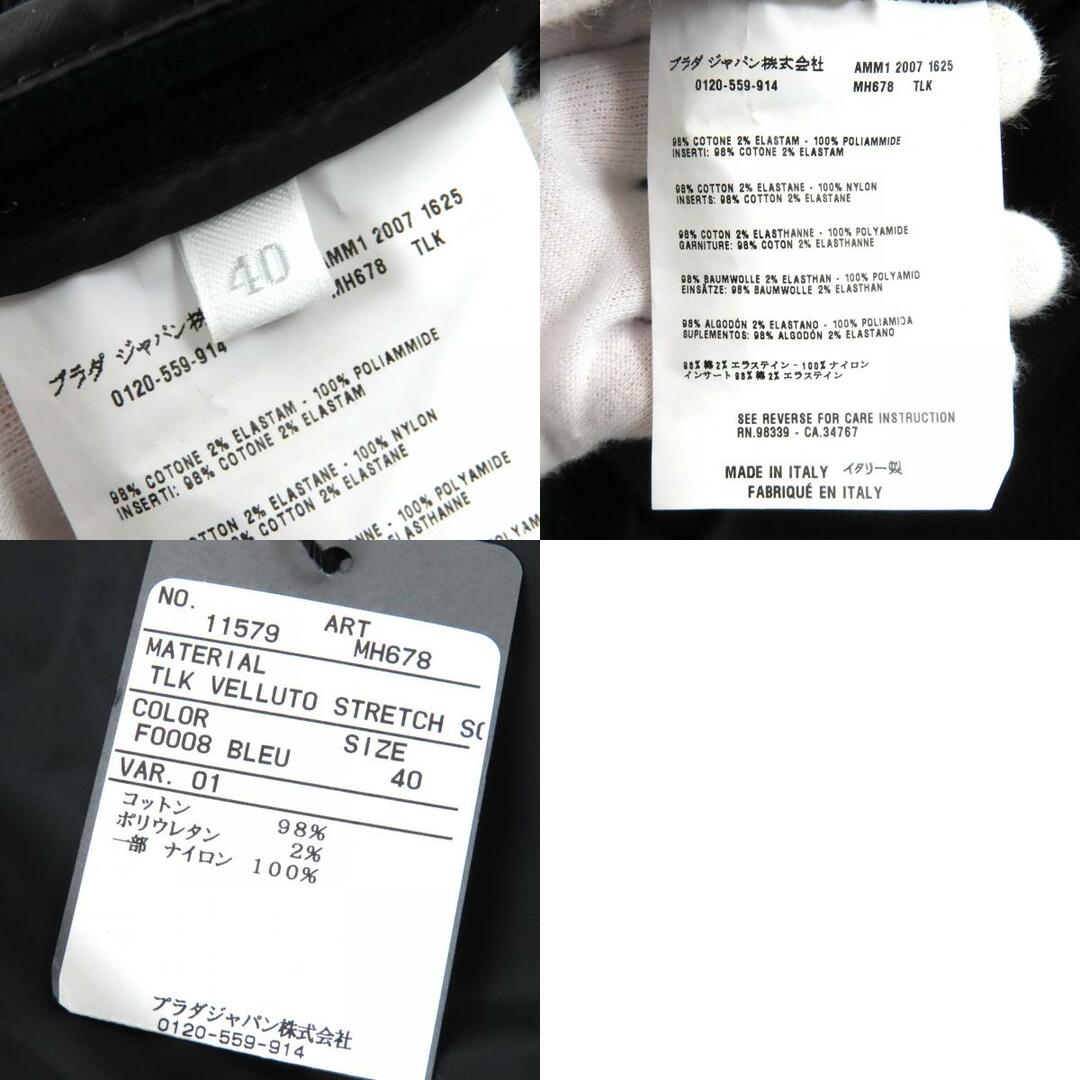 40
AMM1 2007 1625
MH678 TLK
プラダ ジャパン株
0120-559-914
98% COTONE 2% ELASTAM - 100% POLIAMMIDE
INSERTI: 98% COTONE 2% ELASTAM
COTTON 2% ELASTANE - 100% NYLON
COTTON 2% ELASTANE
100% POLYAMIDE
ELASTHANNE
プラダ ジャパン株式会社
0120-559-914
AMM1 2007 1625
MH678 TLK
98% COTONE 2% ELASTAM - 100% POLIAMMIDE
INSERTI: 98% COTONE 2% ELASTAM
98% COTTON 2% ELASTANE - 100% NYLON
INSERTS: 98% COTTON 2% ELASTANE
98% COTON 2% ELASTHANNE - 100% POLYAMIDE
GARNITURE: 98% COTON 2% ELASTHANNE
98% BAUMWOLLE 2% ELASTHAN - 100% POLYAMID
EINSÄTZE: 98% BAUMWOLLE 2% ELASTHAN
98% ALGODÓN 2% ELASTANO - 100% POLIAMIDA
SUPLEMENTOS: 98% ALGODÓN 2% ELASTANO
98% 綿 2% エラステイン - 100% ナイロン
インサート 98% 綿 2% エラステイン
SEE REVERSE FOR CARE INSTRUCTION
RN.98339 - CA.34767
MADE IN ITALY イタリー製
FABRIQUÉ EN ITALY
NO. 11579 ART MH678
MATERIAL
TLK VELLUTO STRETCH
COLOR
F0008 BLEU
SIZE
40
VAR. 01
コットン 98%
ポリウレタン 2%
一部 ナイロン 100%
プラダジャパン株式会社
0120-559-914